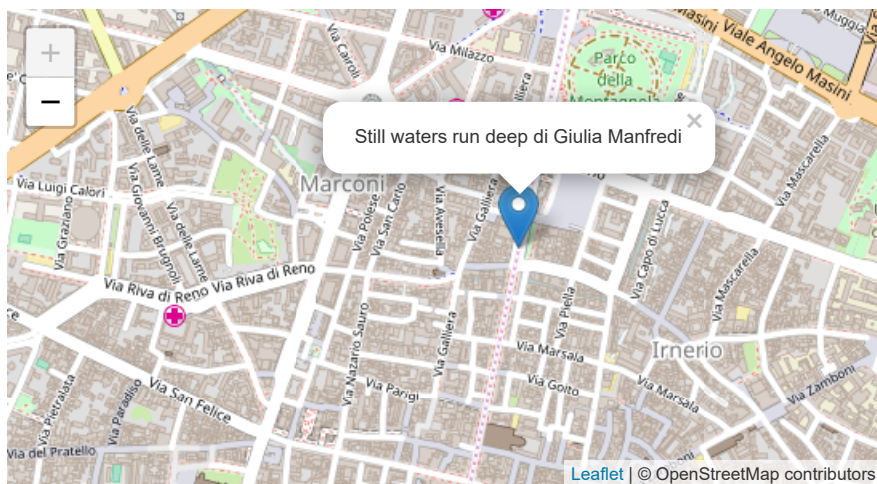 Muggia
Masini
Viale Angelo Masini
Via Cairoli
Via Milazzo
Parco
della
Montagnola
Galliera
+
−
×
Still waters run deep di Giulia Manfredi
Via delle Lame
Via Mascarella
Via Luigi Calori
Marconi
Via Graziano
Via Giovanni Brugnoli
Via delle Lame
Via Polese
Via San Carlo
Via Avesella
Via Galliera
Via Capo di Lucca
Via Riva di Reno
Via Riva di Reno
Via Mascarella
Via Piella
Via Nazario Sauro
Via Galliera
Via Marsala
Irnerio
Via Pietralata
Via Paradiso
Via San Felice
Via Parigi
Via Goito
Via Marsala
Via Zamboni
Via del Pratello
Leaflet | © OpenStreetMap contributors